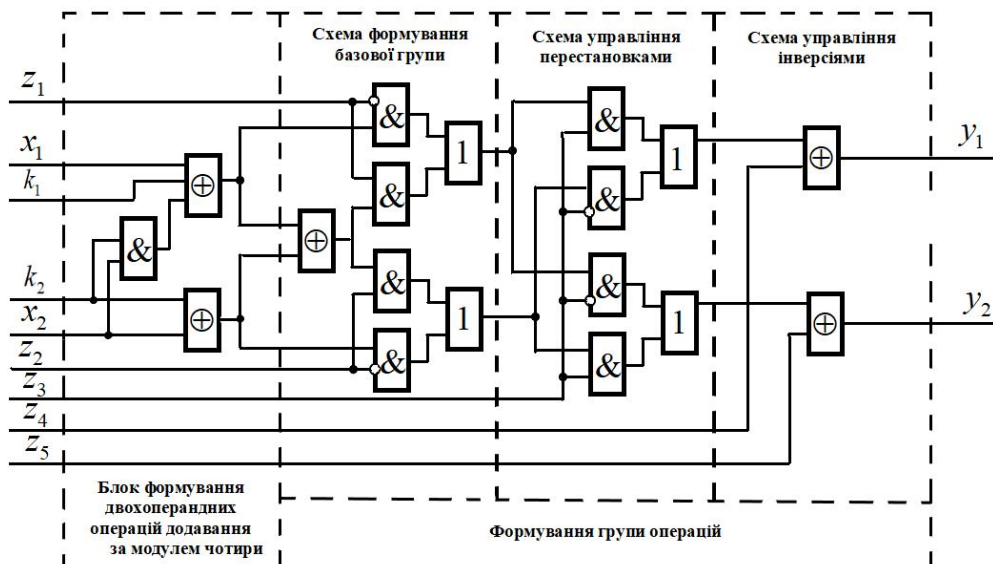 Схема формування
базової групи
Схема управління
перестановками
Схема управління
інверсіями
z1
x1
k1
k2
x2
z2
z3
z4
z5
&
&
&
&
&
&
&
&
&
⊕
⊕
⊕
⊕
⊕
1
1
1
1
y1
y2
Блок формування
двохоперандних
операцій додавання
за модулем чотири
Формування групи операцій